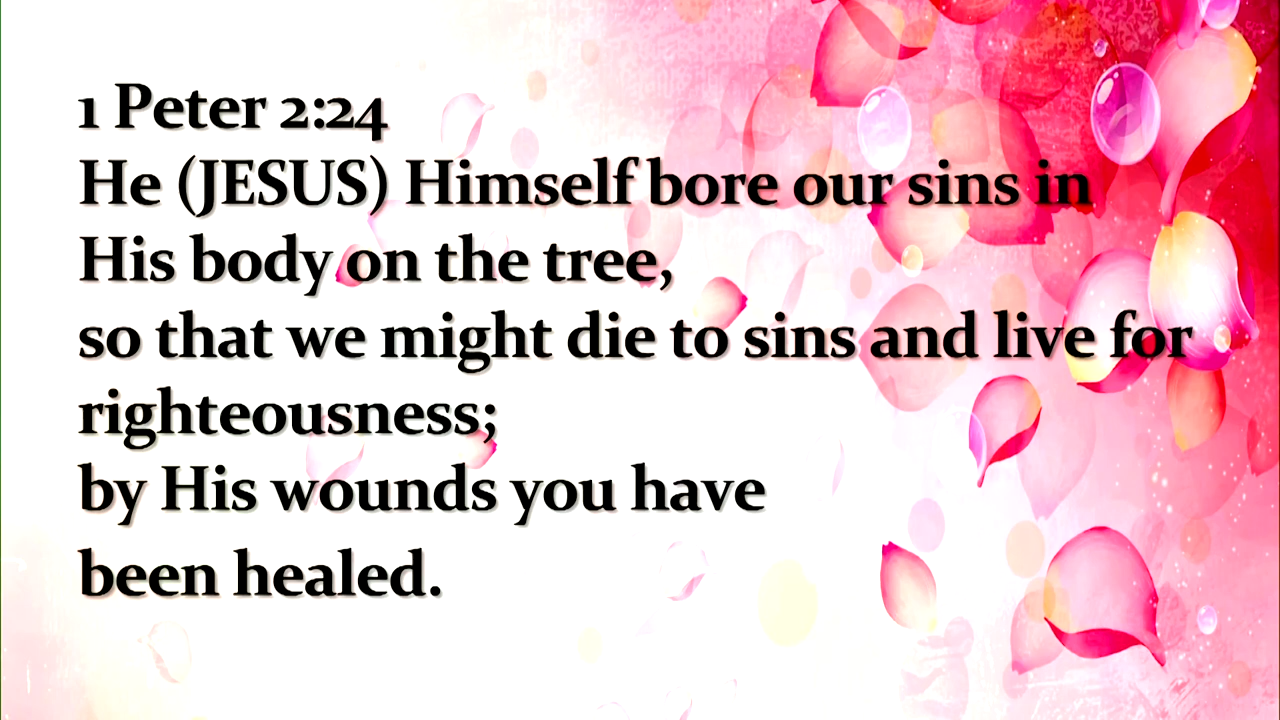 1 Peter 2:24
He (JESUS) Himself bore our sins in
His body on the tree,
so that we might die to sins and live for
righteousness;
by His wounds you have
been healed.